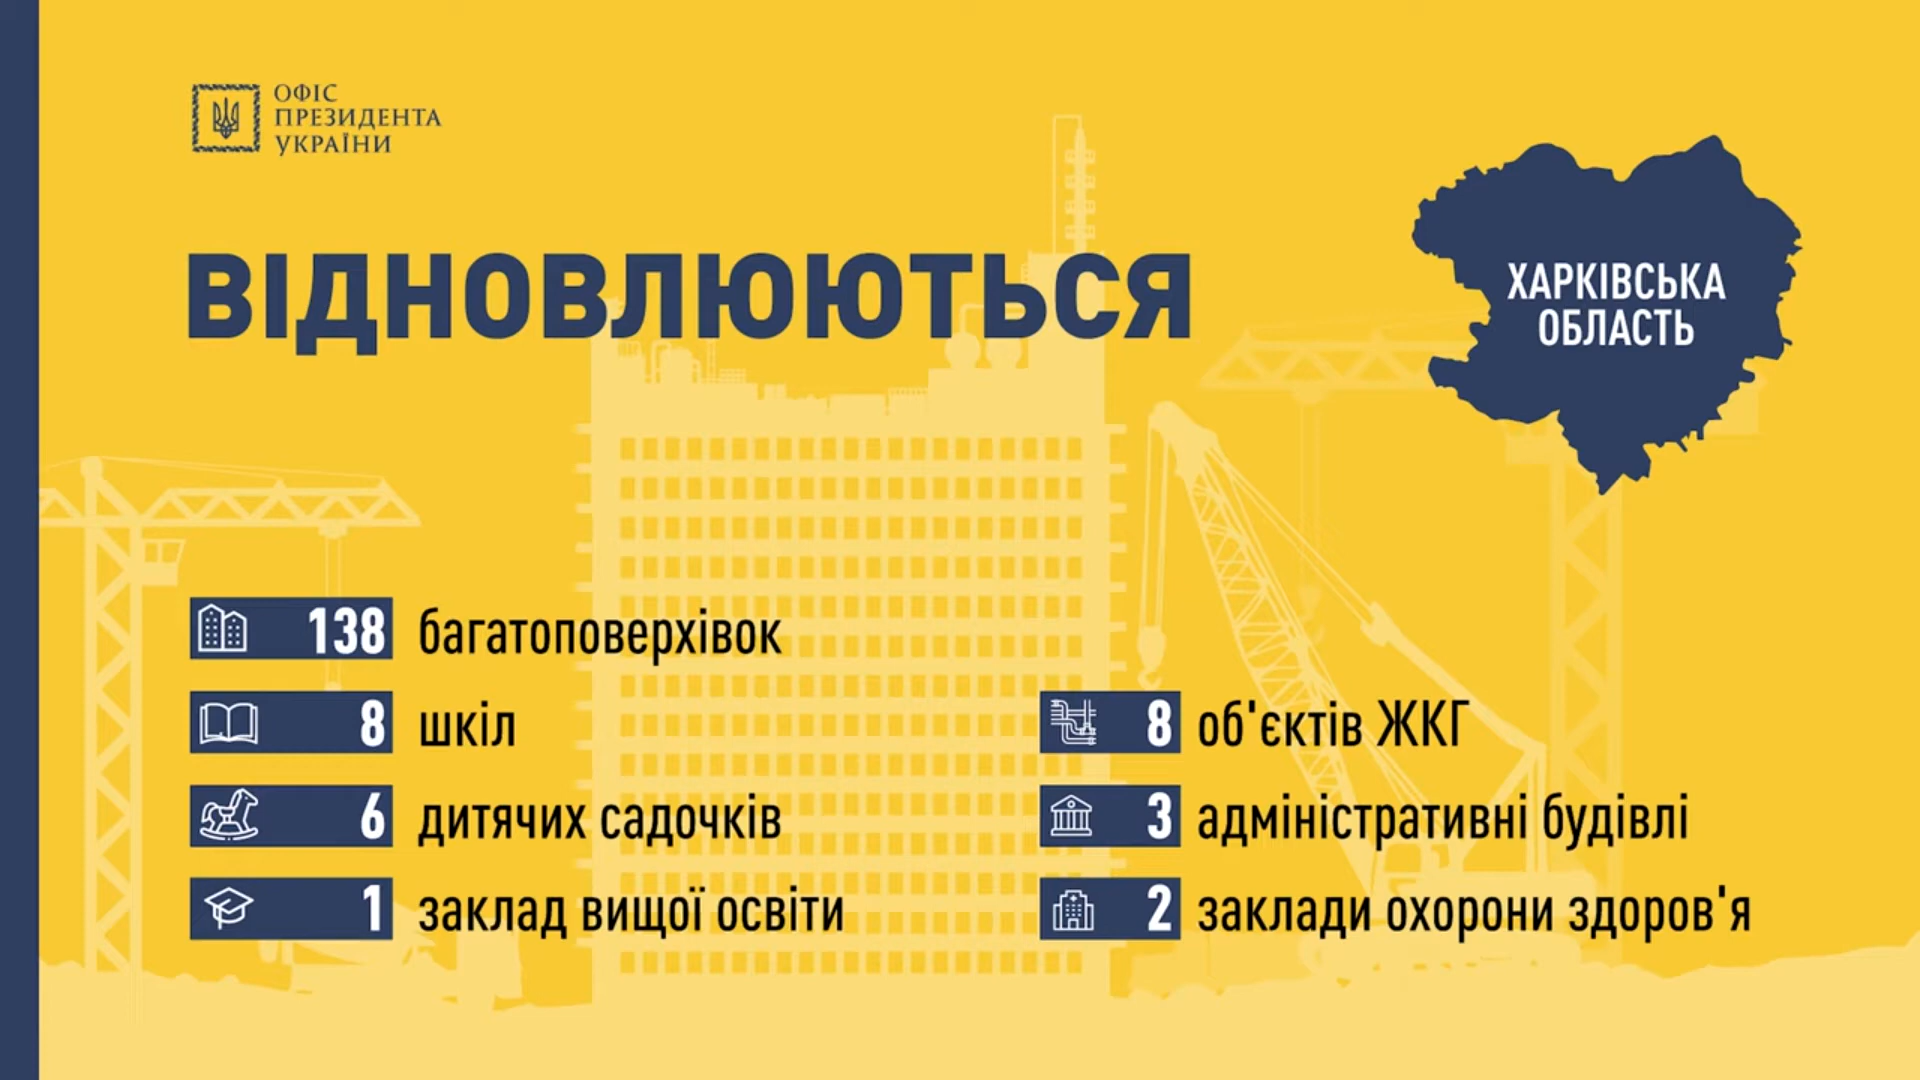 ОФІС
ПРЕЗИДЕНТА
УКРАЇНИ
ВІДНОВЛЮЮТЬСЯ
ХАРКІВСЬКА
ОБЛАСТЬ
138 багатоповерхівок
8 шкіл
6 дитячих садочків
1 заклад вищої освіти
8 об'єктів ЖКГ
3 адміністративні будівлі
2 заклади охорони здоров'я